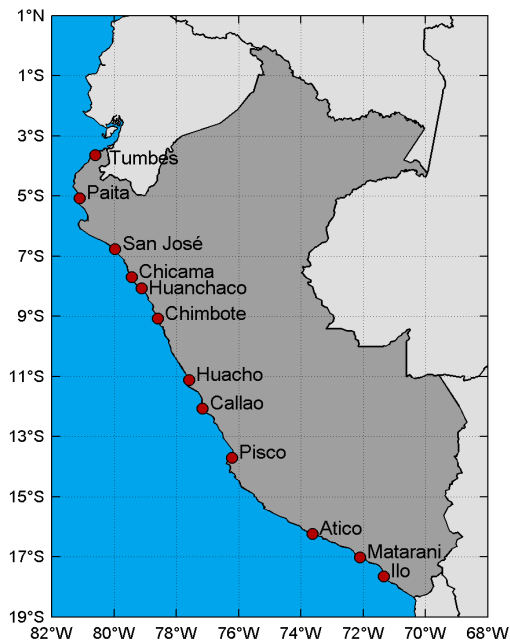 1°N
1°S
3°S
Tumbes
5°S
Paita
7°S
San José
Chicama
Huanchaco
9°S
Chimbote
11°S
Huacho
Callao
13°S
Pisco
15°S
Atico
17°S
Matarani
Ilo
19°S
82°W 80°W 78°W 76°W 74°W 72°W 70°W 68°W